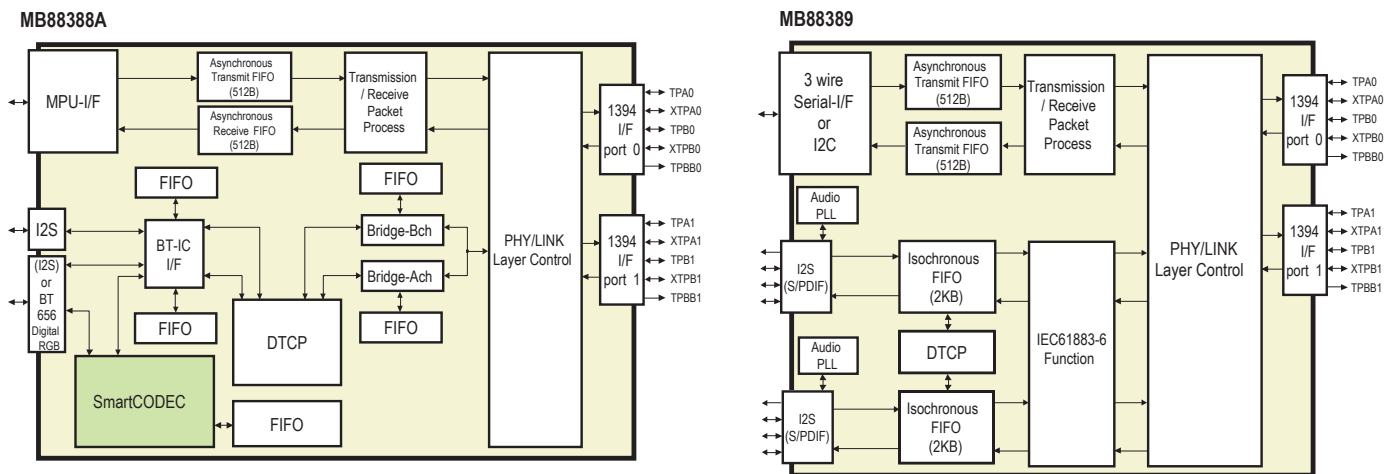 MB88388A
MPU-I/F
Asynchronous
Transmit FIFO
(512B)
Asynchronous
Receive FIFO
(512B)
Transmission
/ Receive
Packet
Process
FIFO
FIFO
I2S
BT-IC
I/F
Bridge-Bch
Bridge-Ach
(I2S)
or
BT
656
Digital
RGB
FIFO
DTCP
FIFO
SmartCODEC
FIFO
PHY/LINK
Layer Control
1394
I/F
port 0
TPA0
XTPA0
TPB0
XTPB0
TPBB0
1394
I/F
port 1
TPA1
XTPA1
TPB1
XTPB1
TPBB1
MB88389
3 wire
Serial-I/F
or
I2C
Asynchronous
Transmit FIFO
(512B)
Asynchronous
Transmit FIFO
(512B)
Transmission
/ Receive
Packet
Process
Audio
PLL
I2S
(S/PDIF)
Isochronous
FIFO
(2KB)
DTCP
Audio
PLL
I2S
(S/PDIF)
Isochronous
FIFO
(2KB)
IEC61883-6
Function
PHY/LINK
Layer Control
1394
I/F
port 0
TPA0
XTPA0
TPB0
XTPB0
TPBB0
1394
I/F
port 1
TPA1
XTPA1
TPB1
XTPB1
TPBB1